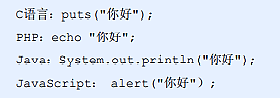 C语言：puts("你好");
PHP：echo "你好";
Java：System.out.println("你好");
JavaScript： alert("你好");